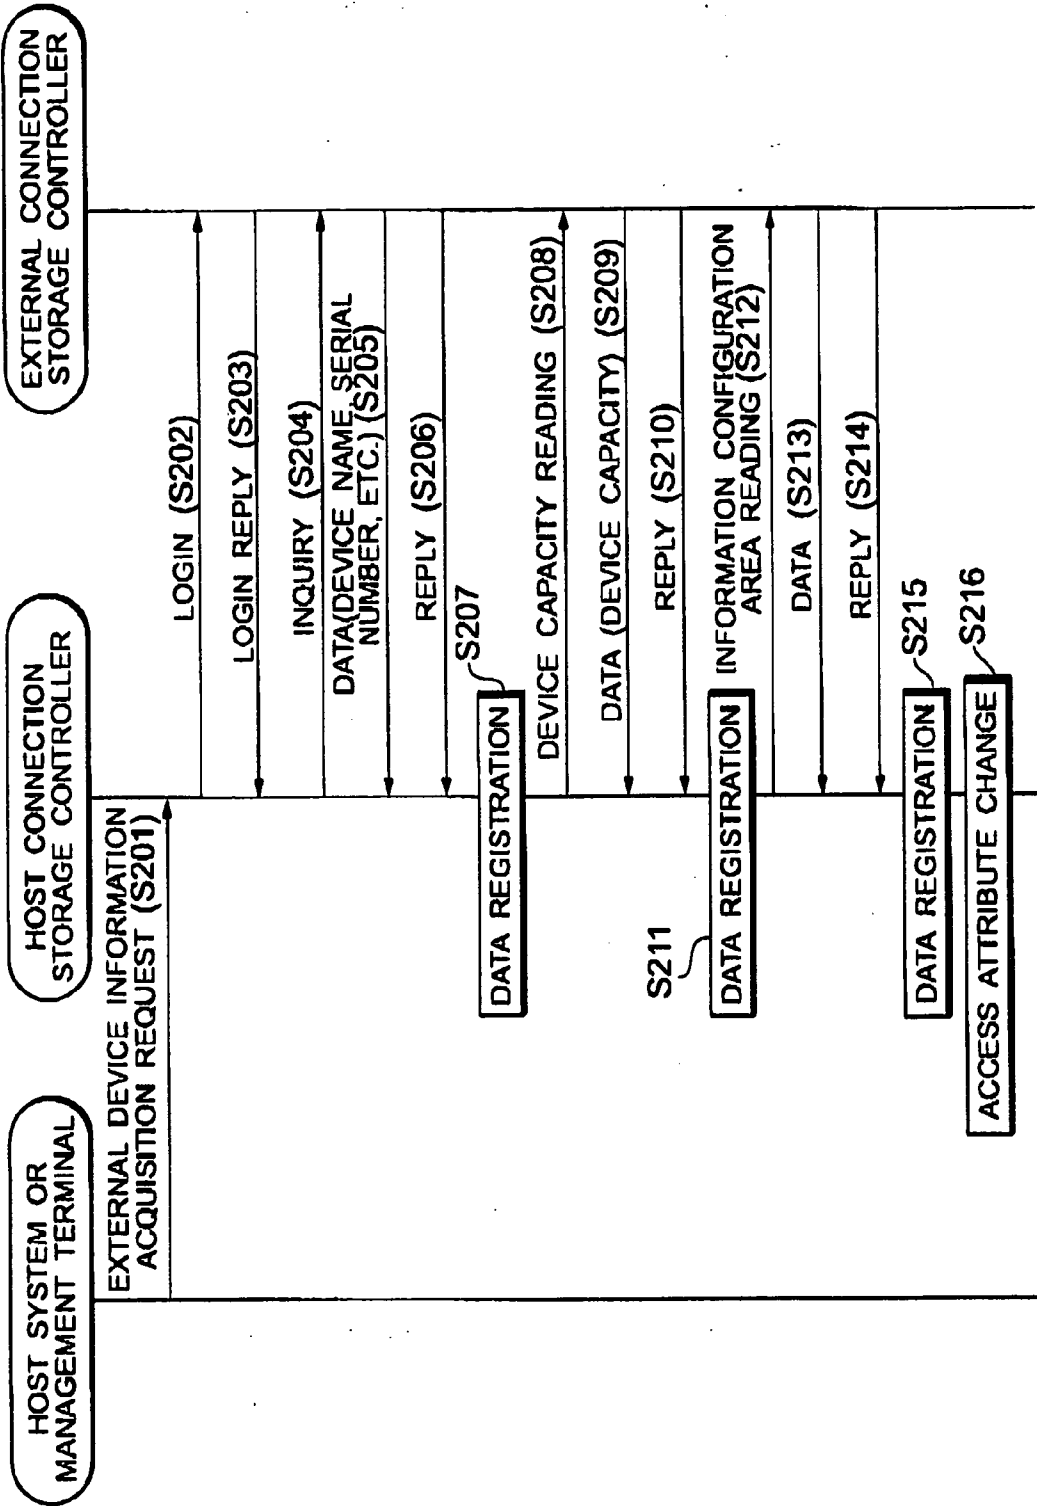 HOST SYSTEM OR
MANAGEMENT TERMINAL
HOST CONNECTION
STORAGE CONTROLLER
EXTERNAL CONNECTION
STORAGE CONTROLLER
EXTERNAL DEVICE INFORMATION
ACQUISITION REQUEST (S201)
LOGIN (S202)
LOGIN REPLY (S203)
INQUIRY (S204)
DATA(DEVICE NAME, SERIAL
NUMBER, ETC.) (S205)
REPLY (S206)
S207
DATA REGISTRATION
DEVICE CAPACITY READING (S208)
DATA (DEVICE CAPACITY) (S209)
REPLY (S210)
S211
DATA REGISTRATION
INFORMATION CONFIGURATION
AREA READING (S212)
DATA (S213)
REPLY (S214)
S215
DATA REGISTRATION
S216
ACCESS ATTRIBUTE CHANGE